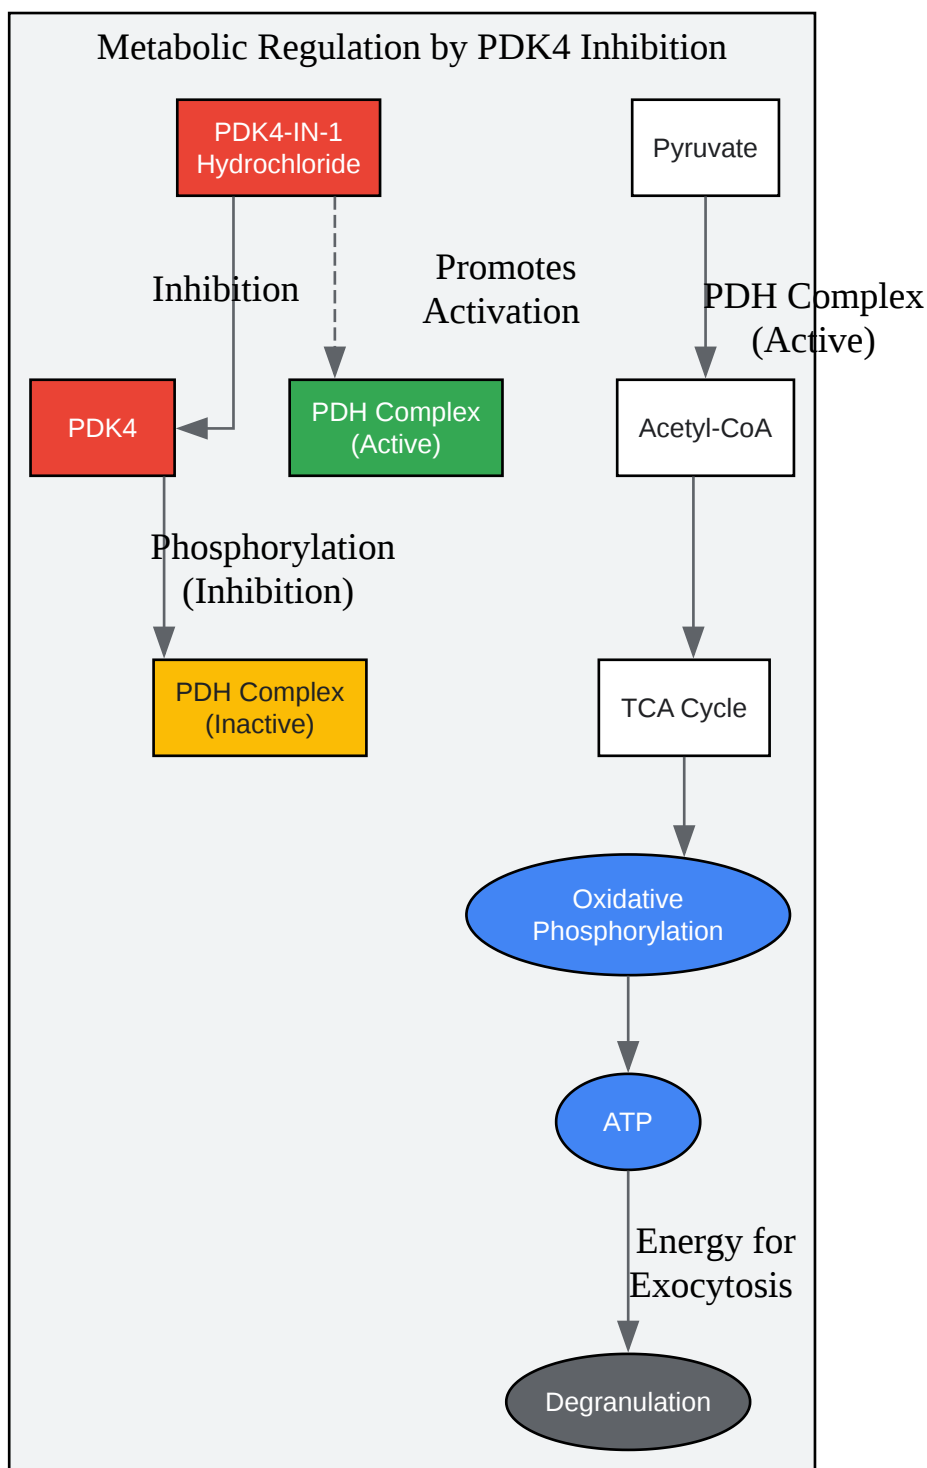 Metabolic Regulation by PDK4 Inhibition
PDK4-IN-1
Hydrochloride
Pyruvate
Inhibition
Promotes
Activation
PDH Complex
(Active)
PDK4
PDH Complex
(Active)
Acetyl-CoA
Phosphorylation
(Inhibition)
PDH Complex
(Inactive)
TCA Cycle
Oxidative
Phosphorylation
ATP
Energy for
Exocytosis
Degranulation